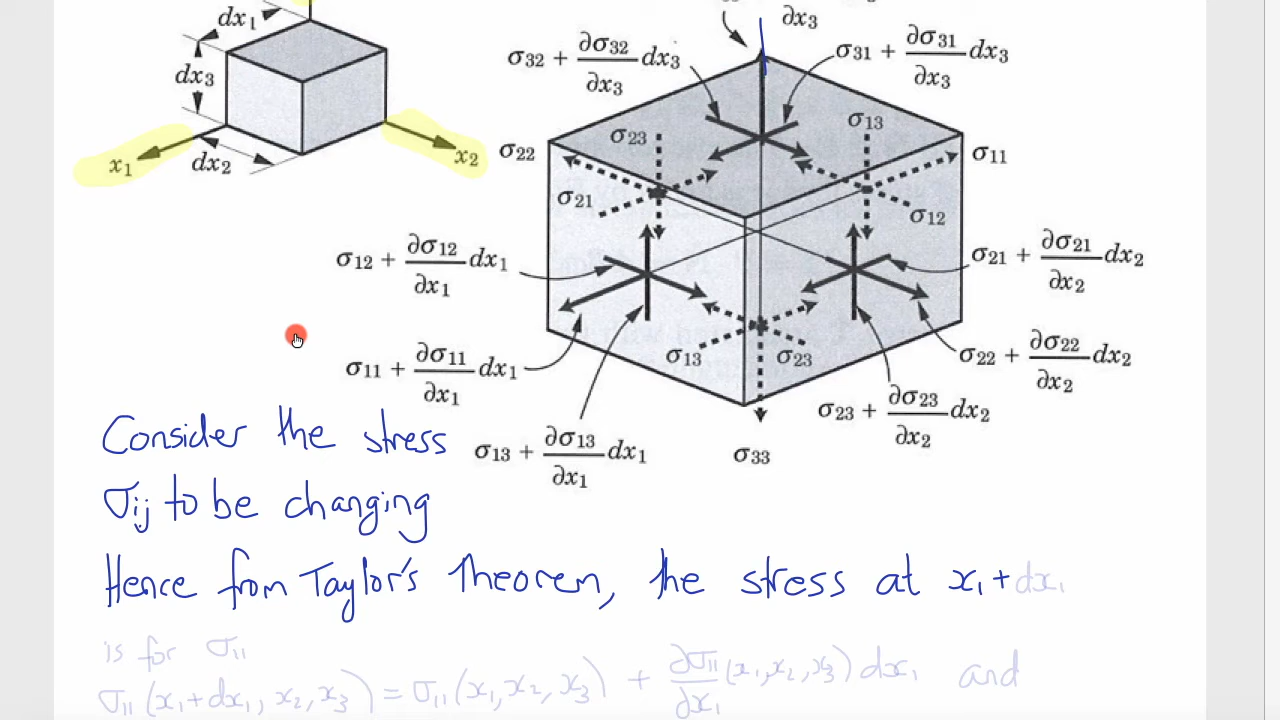 dx₁
∂x₃
σ₃₂ + ∂σ₃₂/∂x₃ dx₃
σ₃₁ + ∂σ₃₁/∂x₃ dx₃
dx₃
x₁
dx₂
x₂
σ₂₂
σ₂₃
σ₁₃
σ₁₁
σ₂₁
σ₁₂
σ₁₂ + ∂σ₁₂/∂x₁ dx₁
σ₂₁ + ∂σ₂₁/∂x₂ dx₂
σ₁₁ + ∂σ₁₁/∂x₁ dx₁
σ₁₃
σ₂₃
σ₂₂ + ∂σ₂₂/∂x₂ dx₂
σ₂₃ + ∂σ₂₃/∂x₂ dx₂
σ₁₃ + ∂σ₁₃/∂x₁ dx₁
σ₃₃
Consider the stress
σij to be changing
Hence from Taylor's theorem, the stress at x₁ + dx₁
is for σ₁₁
σ₁₁(x₁+dx₁, x₂, x₃) = σ₁₁(x₁, x₂, x₃) + ∂σ₁₁/∂x₁ (x₁, x₂, x₃) dx₁ and